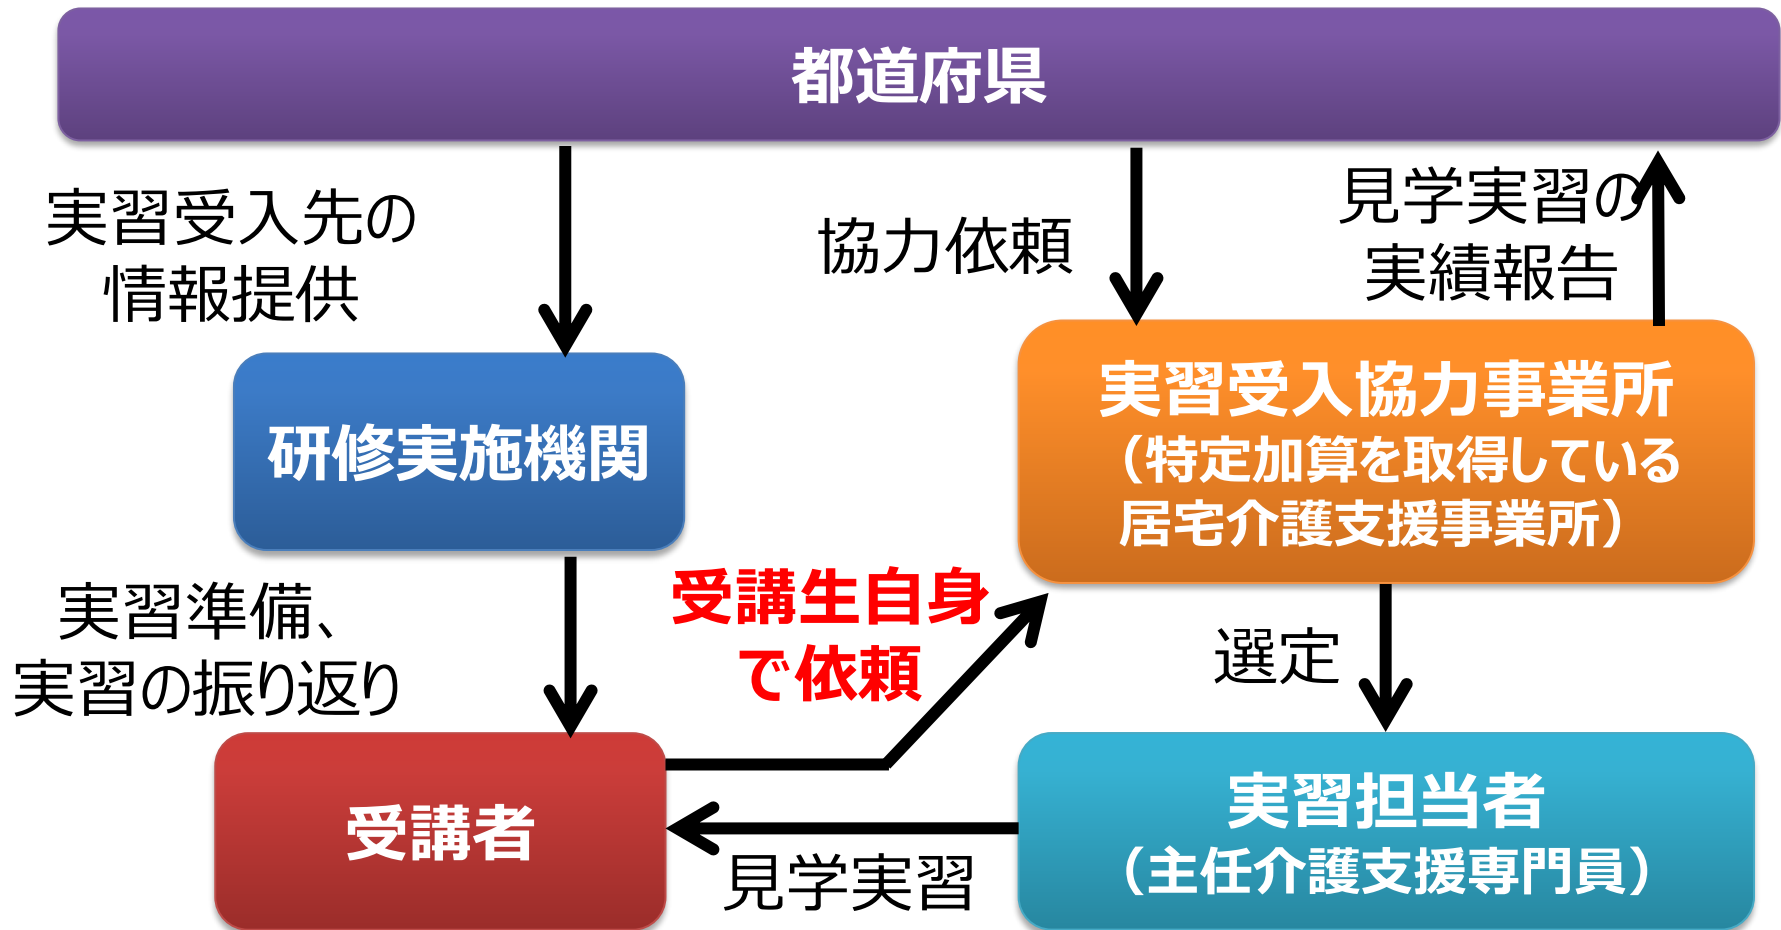 都道府県
実習受入先の
情報提供
協力依頼
見学実習の
実績報告
研修実施機関
実習受入協力事業所
（特定加算を取得している
居宅介護支援事業所）
実習準備、
実習の振り返り
受講生自身
で依頼
選定
受講者
見学実習
実習担当者
（主任介護支援専門員）